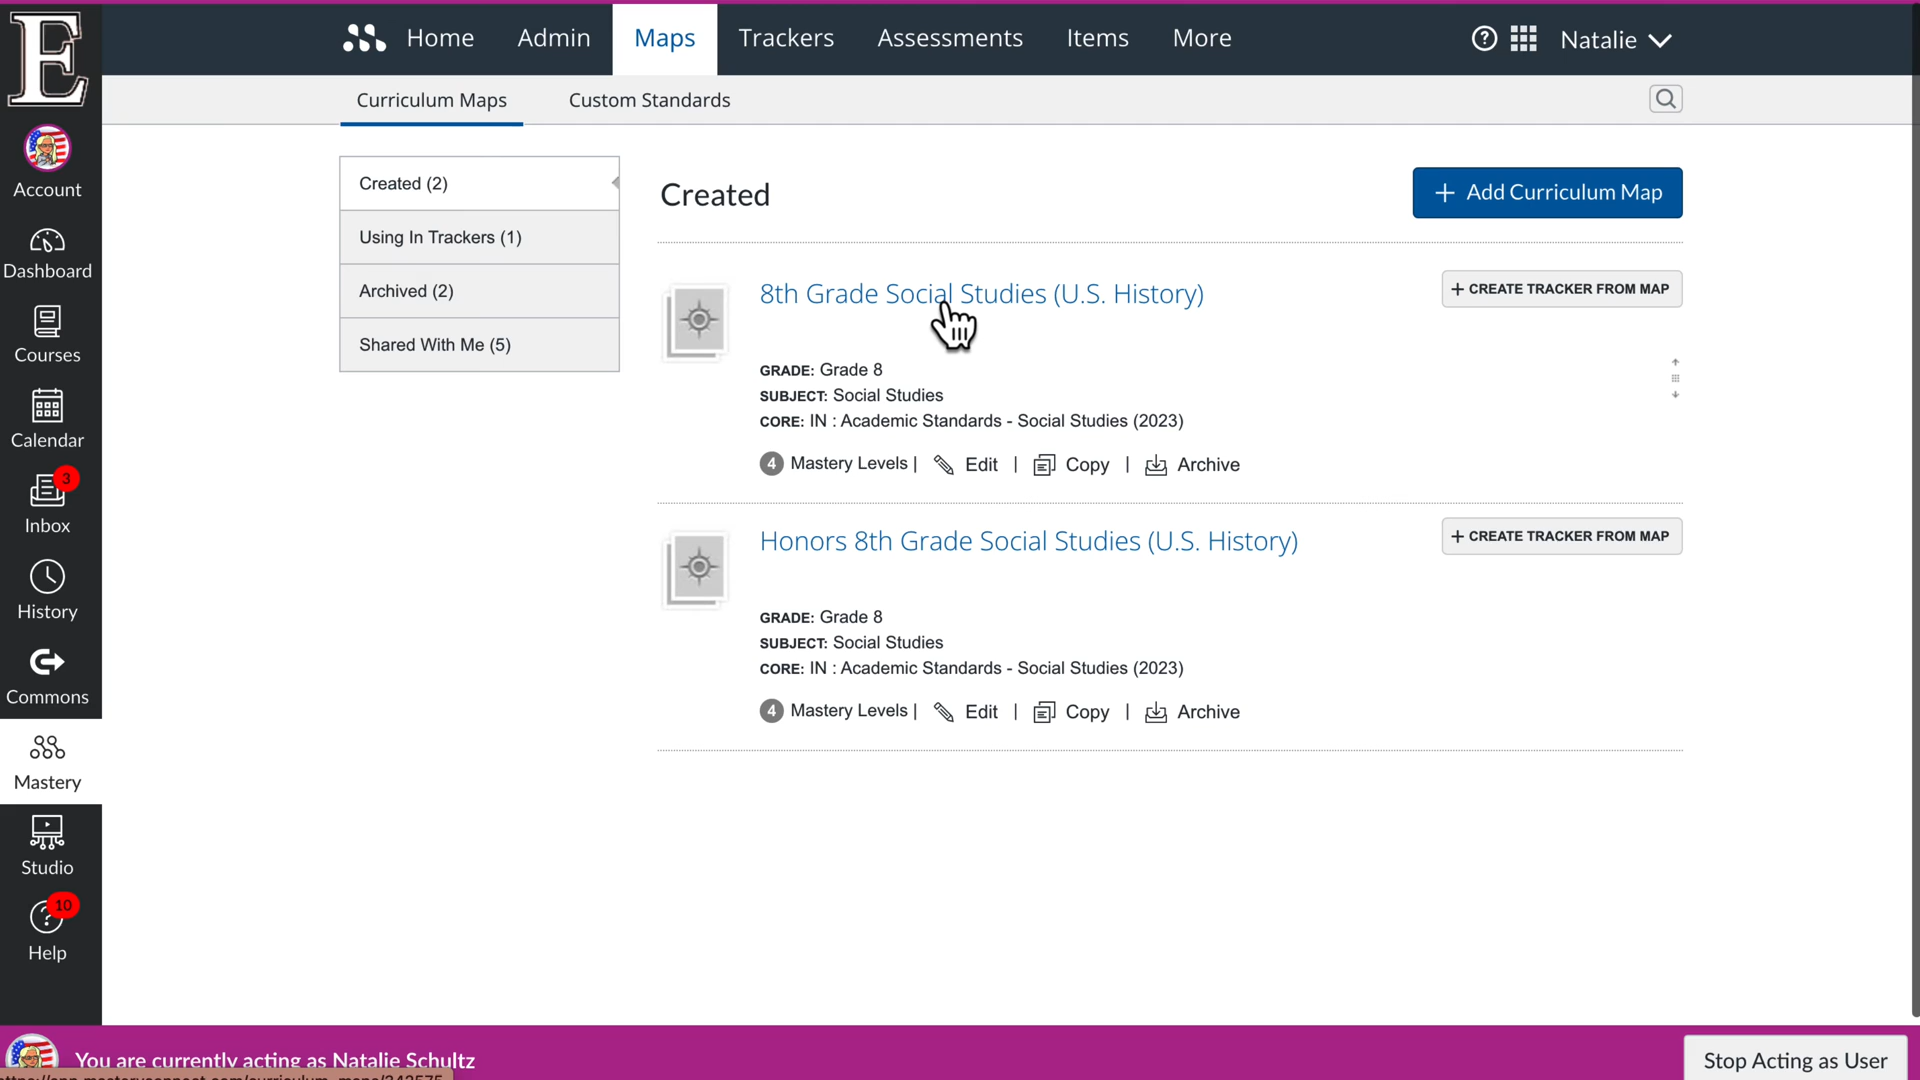 E
Home
Admin
Maps
Trackers
Assessments
Items
More
Natalie
Curriculum Maps
Custom Standards
Account
Dashboard
Courses
Calendar
3
Inbox
History
Commons
Mastery
Studio
10
Help
Created (2)
Using In Trackers (1)
Archived (2)
Shared With Me (5)
Created
+ Add Curriculum Map
8th Grade Social Studies (U.S. History)
+ CREATE TRACKER FROM MAP
GRADE: Grade 8
SUBJECT: Social Studies
CORE: IN : Academic Standards - Social Studies (2023)
4 Mastery Levels | Edit | Copy | Archive
Honors 8th Grade Social Studies (U.S. History)
+ CREATE TRACKER FROM MAP
GRADE: Grade 8
SUBJECT: Social Studies
CORE: IN : Academic Standards - Social Studies (2023)
4 Mastery Levels | Edit | Copy | Archive
You are currently acting as Natalie Schultz
Stop Acting as User